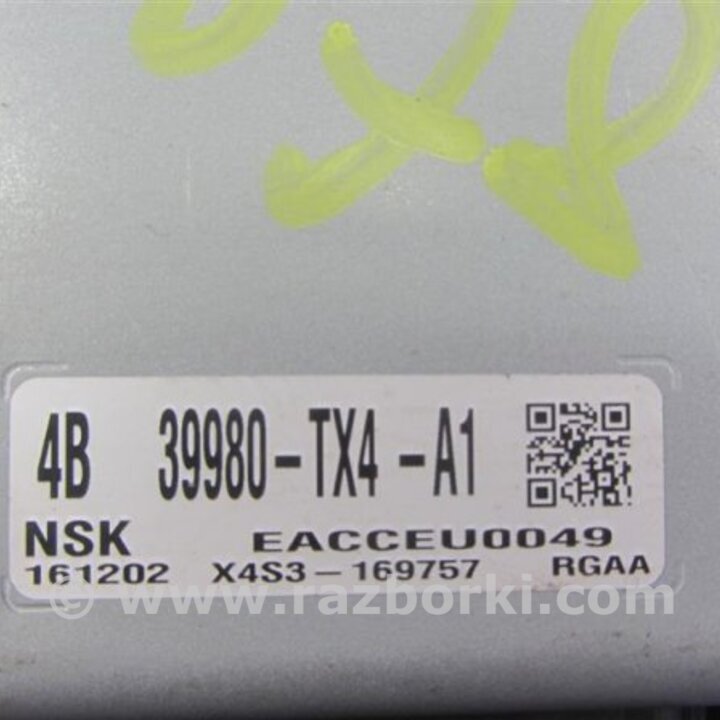 4B 39980-TX4-A1
NSK EACCEU0049
161202 X4S3-169757 RGAA
© www.razborki.com